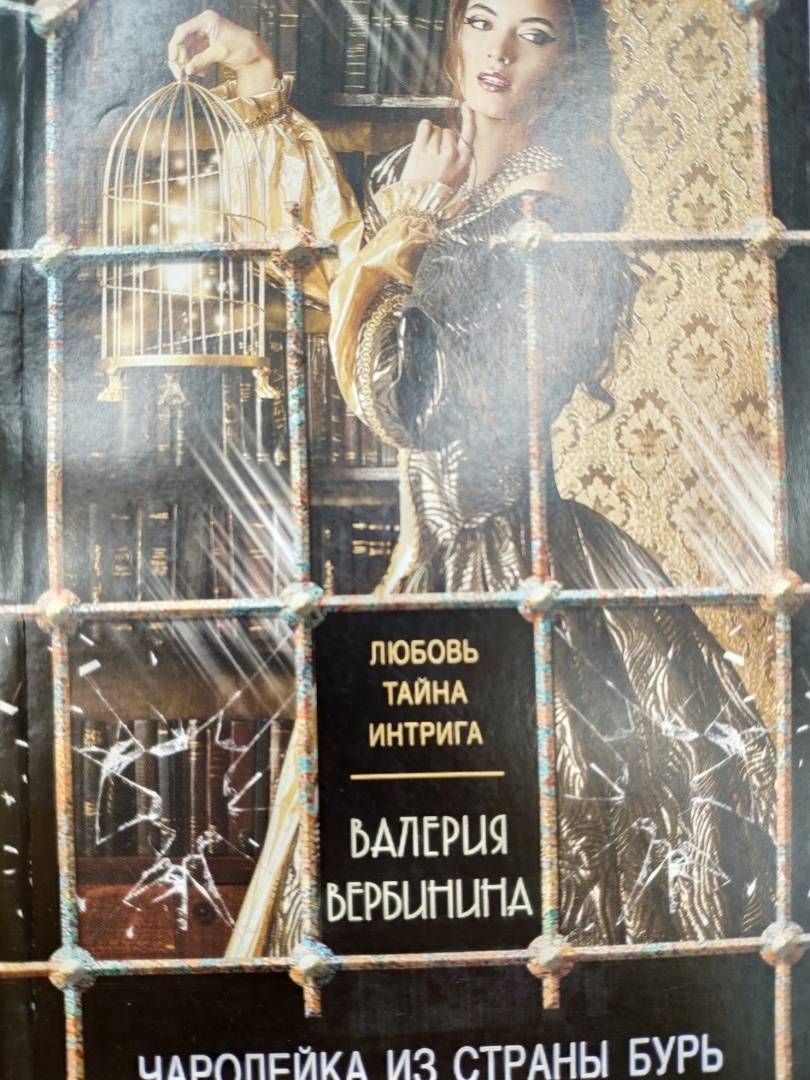 ЛЮБОВЬ
ТАЙНА
ИНТРИГА
ВАЛЕРИЯ
ВЕРБИНИНА
ЧАРОДЕЙКА ИЗ СТРАНЫ БУРЬ